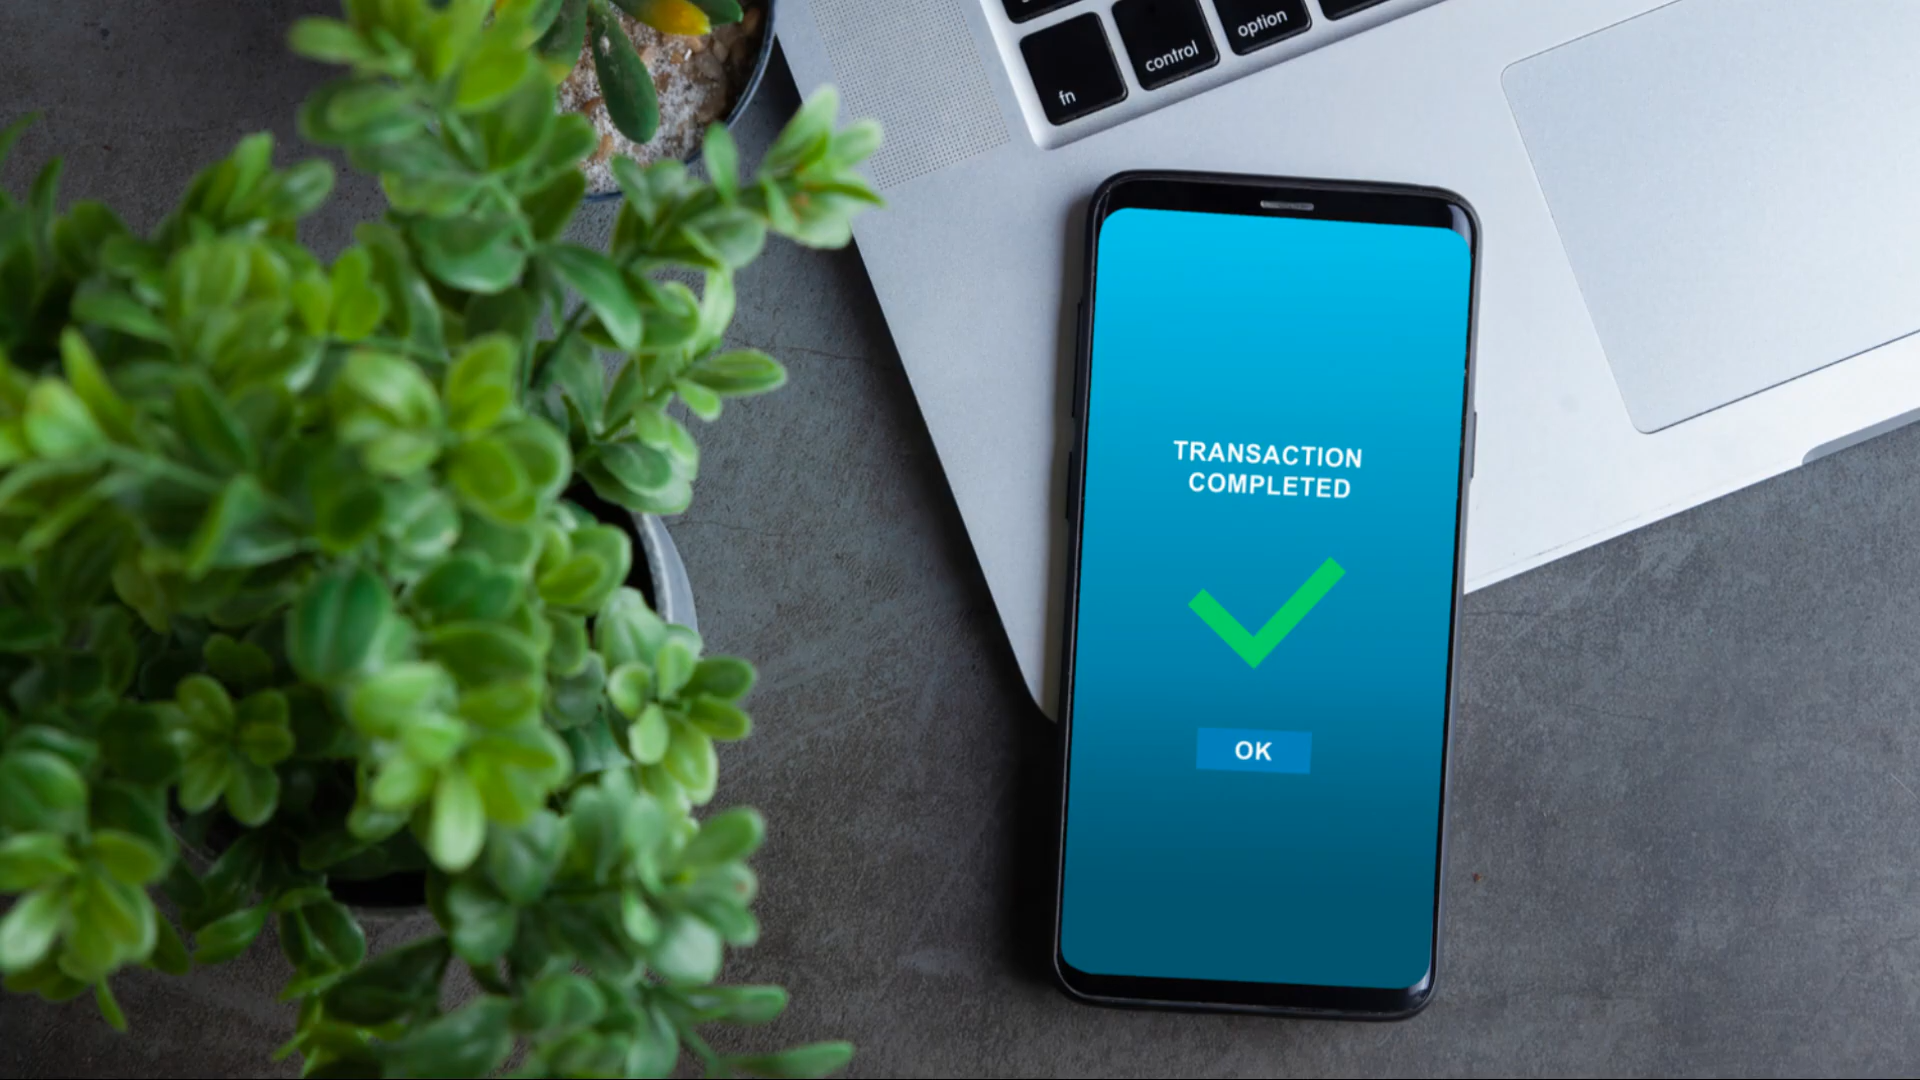 fn
control
option
TRANSACTION
COMPLETED
OK